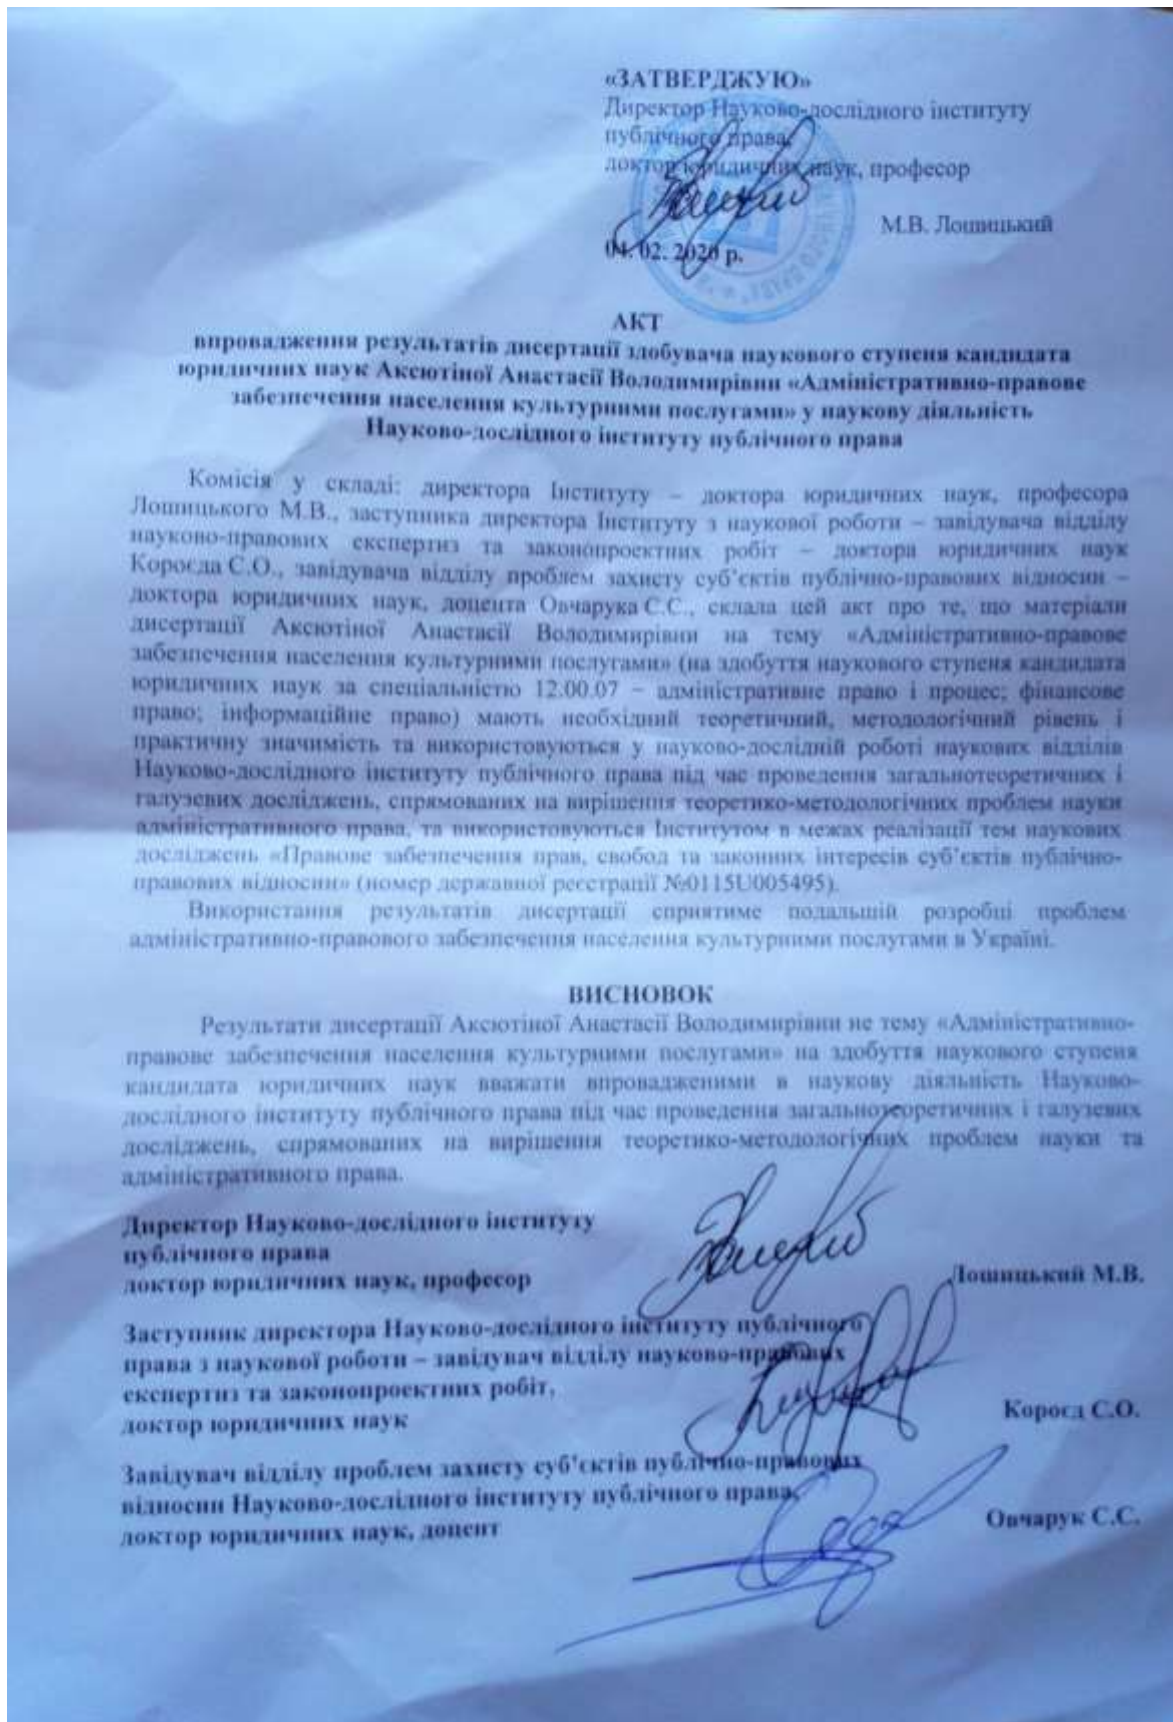 «ЗАТВЕРДЖУЮ»
Директор Науково-дослідного інституту
публічного права,
доктор юридичних наук, професор
М.В. Лошицький
04. 02. 2020 р.
АКТ
впровадження результатів дисертації здобувача наукового ступеня кандидата
юридичних наук Аксютіної Анастасії Володимирівни «Адміністративно-правове
забезпечення населення культурними послугами» у наукову діяльність
Науково-дослідного інституту публічного права
Комісія у складі: директора Інституту – доктора юридичних наук, професора
Лошицького М.В., заступника директора Інституту з наукової роботи – завідувача відділу
науково-правових експертиз та законопроектних робіт – доктора юридичних наук
Короєда С.О., завідувача відділу проблем захисту суб’єктів публічно-правових відносин –
доктора юридичних наук, доцента Овчарука С.С., склала цей акт про те, що матеріали
дисертації Аксютіної Анастасії Володимирівни на тему «Адміністративно-правове
забезпечення населення культурними послугами» (на здобуття наукового ступеня кандидата
юридичних наук за спеціальністю 12.00.07 – адміністративне право і процес; фінансове
право; інформаційне право) мають необхідний теоретичний, методологічний рівень і
практичну значимість та використовуються у науково-дослідній роботі наукових відділів
Науково-дослідного інституту публічного права під час проведення загальнотеоретичних і
галузевих досліджень, спрямованих на вирішення теоретико-методологічних проблем науки
адміністративного права, та використовуються Інститутом в межах реалізації тем наукових
досліджень «Правове забезпечення прав, свобод та законних інтересів суб’єктів публічно-
правових відносин» (номер державної реєстрації №0115U005495).
Використання результатів дисертації сприятиме подальшій розробці проблем
адміністративно-правового забезпечення населення культурними послугами в Україні.
ВИСНОВОК
Результати дисертації Аксютіної Анастасії Володимирівни не тему «Адміністративно-
правове забезпечення населення культурними послугами» на здобуття наукового ступеня
кандидата юридичних наук вважати впровадженими в наукову діяльність Науково-
дослідного інституту публічного права під час проведення загальнотеоретичних і галузевих
досліджень, спрямованих на вирішення теоретико-методологічних проблем науки та
адміністративного права.
Директор Науково-дослідного інституту
публічного права
доктор юридичних наук, професор
Лошицький М.В.
Заступник директора Науково-дослідного інституту публічного
права з наукової роботи – завідувач відділу науково-правових
експертиз та законопроектних робіт,
доктор юридичних наук
Короєд С.О.
Завідувач відділу проблем захисту суб’єктів публічно-правових
відносин Науково-дослідного інституту публічного права,
доктор юридичних наук, доцент
Овчарук С.С.